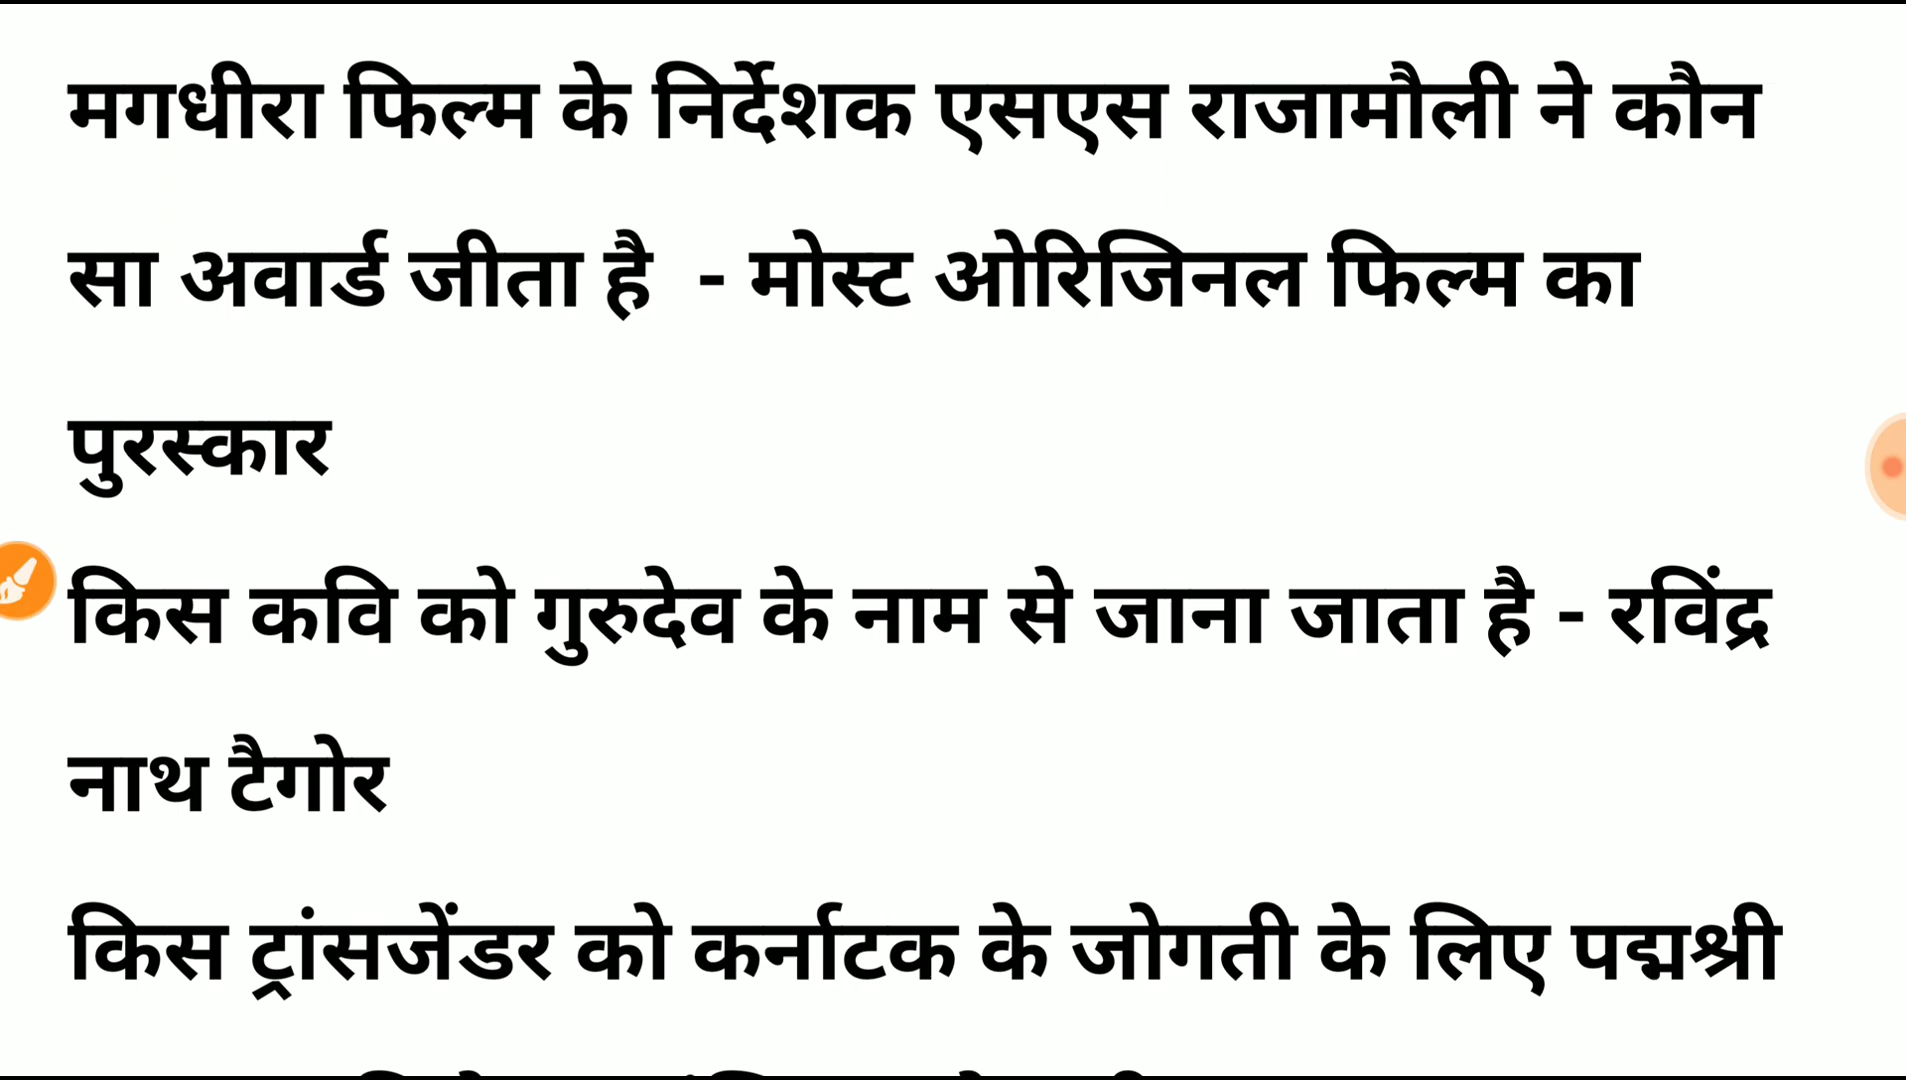 मगधीरा फिल्म के निर्देशक एसएस राजामौली ने कौन
सा अवार्ड जीता है - मोस्ट ओरिजिनल फिल्म का
पुरस्कार
किस कवि को गुरुदेव के नाम से जाना जाता है - रविंद्र
नाथ टैगोर
किस ट्रांसजेंडर को कर्नाटक के जोगती के लिए पद्मश्री